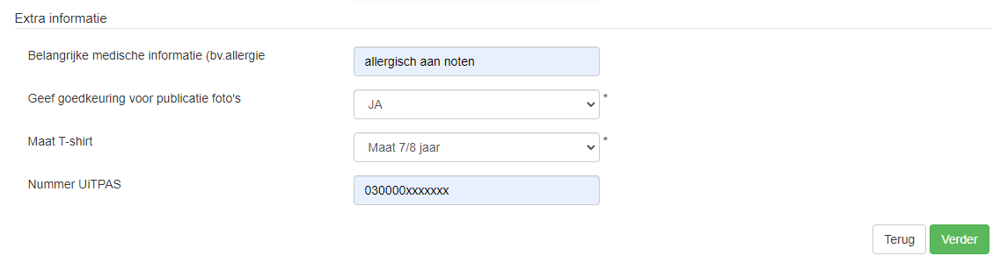 Extra informatie
Belangrijke medische informatie (bv.allergie
allergisch aan noten
Geef goedkeuring voor publicatie foto's
JA
*
Maat T-shirt
Maat 7/8 jaar
*
Nummer UiTPAS
030000xxxxxxx
Terug
Verder